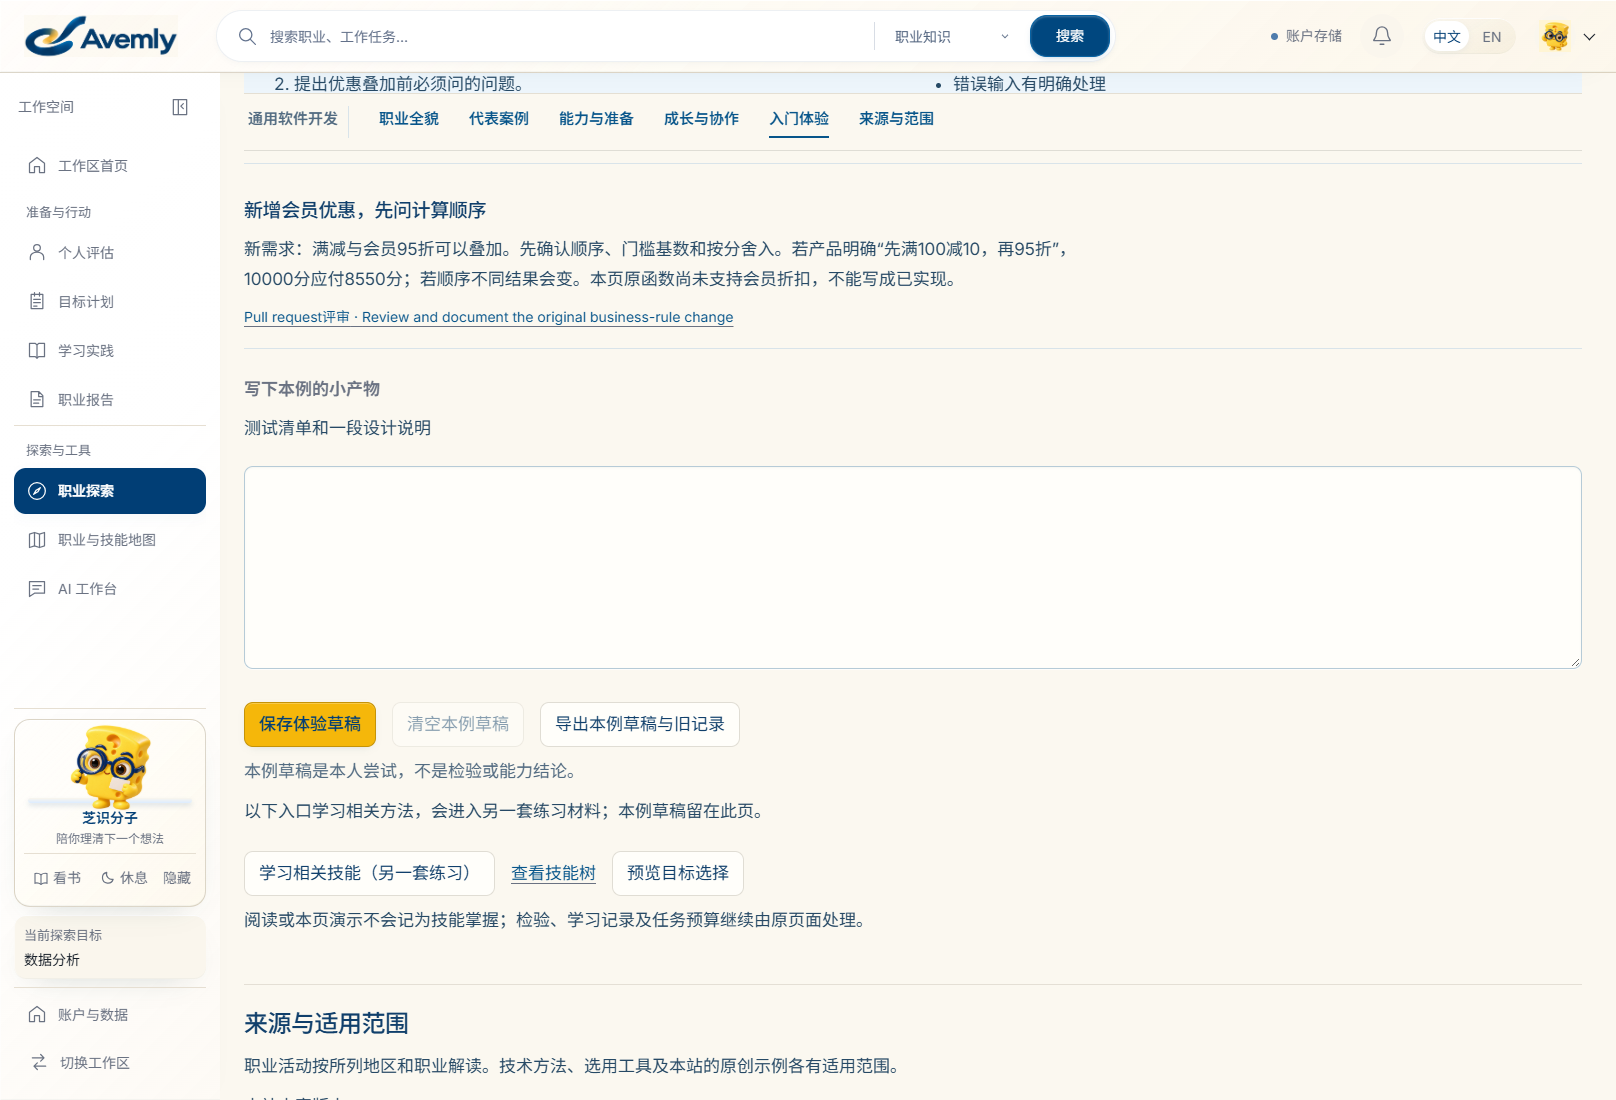 Avemly
搜索职业、工作任务...
职业知识
搜索
账户存储
中文
EN
工作空间
工作区首页
准备与行动
个人评估
目标计划
学习实践
职业报告
探索与工具
职业探索
职业与技能地图
AI 工作台
芝识分子
陪你理清下一个想法
看书
休息
隐藏
当前探索目标
数据分析
账户与数据
切换工作区
2. 提出优惠叠加前必须问的问题。
• 错误输入有明确处理
通用软件开发
职业全貌
代表案例
能力与准备
成长与协作
入门体验
来源与范围
新增会员优惠，先问计算顺序
新需求：满减与会员95折可以叠加。先确认顺序、门槛基数和按分舍入。若产品明确“先满100减10，再95折”，
10000分应付8550分；若顺序不同结果会变。本页原函数尚未支持会员折扣，不能写成已实现。
Pull request评审 · Review and document the original business-rule change
写下本例的小产物
测试清单和一段设计说明
保存体验草稿
清空本例草稿
导出本例草稿与旧记录
本例草稿是本人尝试，不是检验或能力结论。
以下入口学习相关方法，会进入另一套练习材料；本例草稿留在此页。
学习相关技能（另一套练习）
查看技能树
预览目标选择
阅读或本页演示不会记为技能掌握；检验、学习记录及任务预算继续由原页面处理。
来源与适用范围
职业活动按所列地区和职业解读。技术方法、选用工具及本站的原创示例各有适用范围。